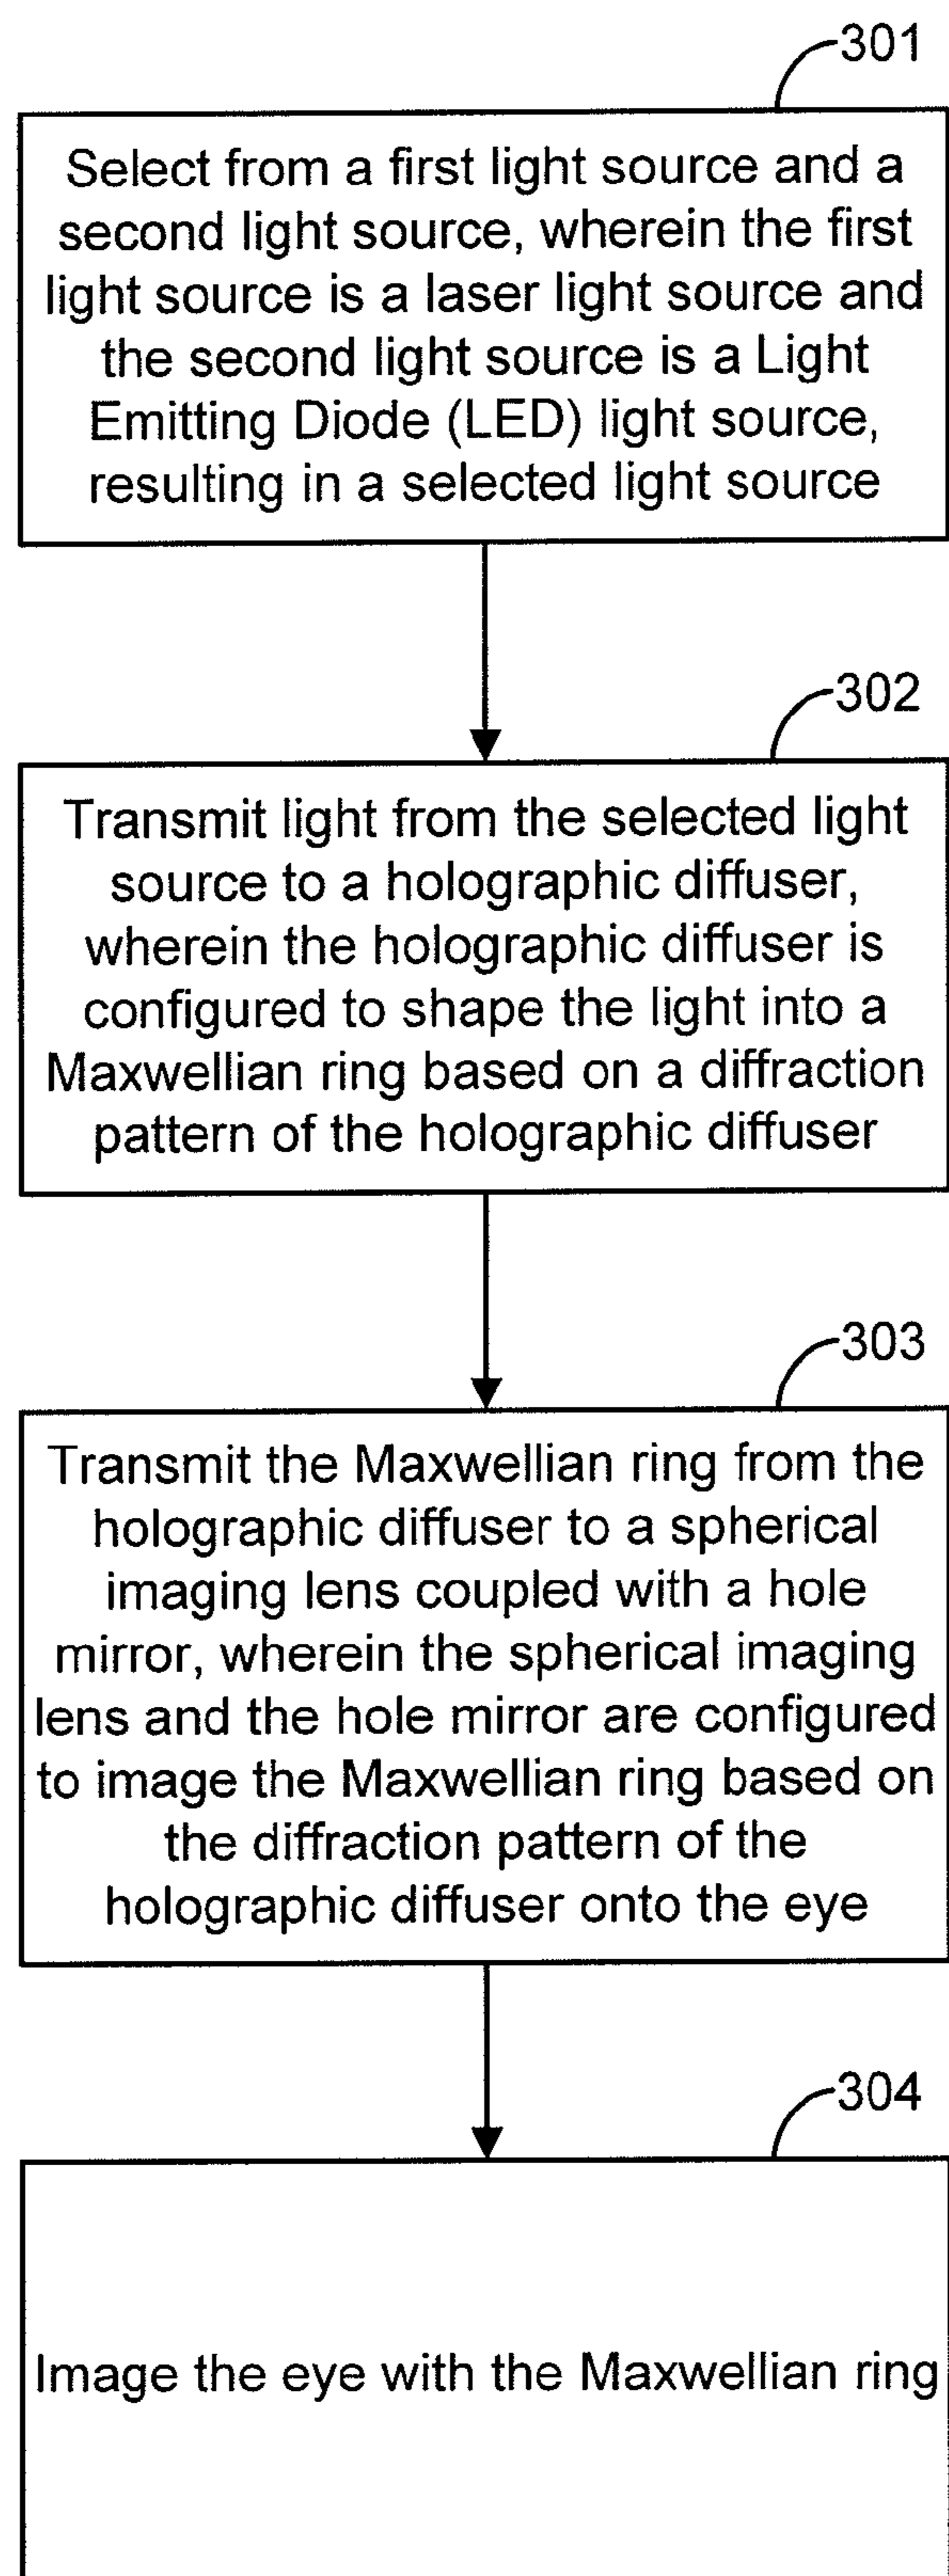 301
Select from a first light source and a
second light source, wherein the first
light source is a laser light source and
the second light source is a Light
Emitting Diode (LED) light source,
resulting in a selected light source
302
Transmit light from the selected light
source to a holographic diffuser,
wherein the holographic diffuser is
configured to shape the light into a
Maxwellian ring based on a diffraction
pattern of the holographic diffuser
303
Transmit the Maxwellian ring from the
holographic diffuser to a spherical
imaging lens coupled with a hole
mirror, wherein the spherical imaging
lens and the hole mirror are configured
to image the Maxwellian ring based on
the diffraction pattern of the
holographic diffuser onto the eye
304
Image the eye with the Maxwellian ring